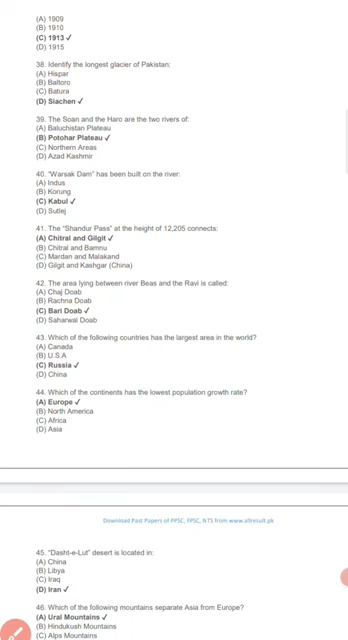 (A) 1909
(B) 1910
(C) 1913 ✓
(D) 1915
38. Identify the longest glacier of Pakistan:
(A) Hispar
(B) Baltoro
(C) Batura
(D) Siachen ✓
39. The Soan and the Haro are the two rivers of:
(A) Baluchistan Plateau
(B) Potohar Plateau ✓
(C) Northern Areas
(D) Azad Kashmir
40. "Warsak Dam" has been built on the river:
(A) Indus
(B) Korung
(C) Kabul ✓
(D) Sutlej
41. The "Shandur Pass" at the height of 12,205 connects:
(A) Chitral and Gilgit ✓
(B) Chitral and Bamnu
(C) Mardan and Malakand
(D) Gilgit and Kashgar (China)
42. The area lying between river Beas and the Ravi is called:
(A) Chaj Doab
(B) Rachna Doab
(C) Bari Doab ✓
(D) Saharwal Doab
43. Which of the following countries has the largest area in the world?
(A) Canada
(B) U.S.A
(C) Russia ✓
(D) China
44. Which of the continents has the lowest population growth rate?
(A) Europe ✓
(B) North America
(C) Africa
(D) Asia
Download Past Papers of PPSC, FPSC, NTS from www.allresult.pk
45. "Dasht-e-Lut" desert is located in:
(A) China
(B) Libya
(C) Iraq
(D) Iran ✓
46. Which of the following mountains separate Asia from Europe?
(A) Ural Mountains ✓
(B) Hindukush Mountains
(C) Alps Mountains